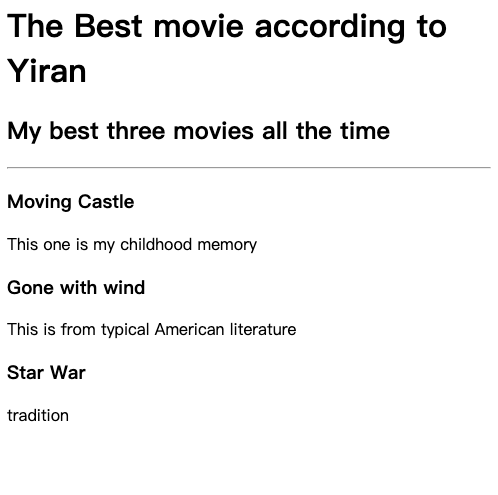 The Best movie according to
Yiran
My best three movies all the time
Moving Castle
This one is my childhood memory
Gone with wind
This is from typical American literature
Star War
tradition